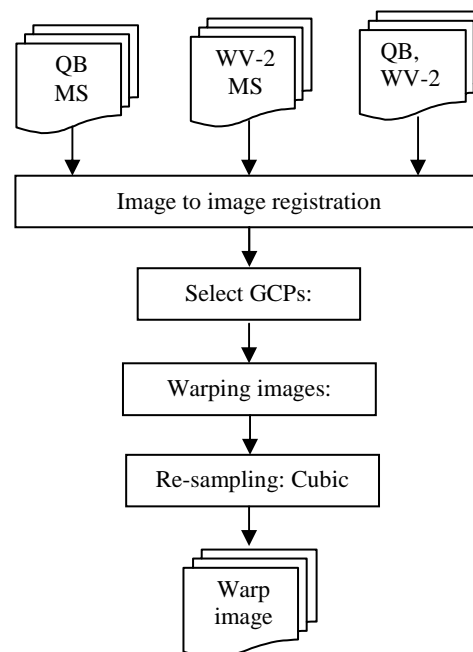 QB
MS
WV-2
MS
QB,
WV-2
Image to image registration
Select GCPs:
Warping images:
Re-sampling: Cubic
Warp
image